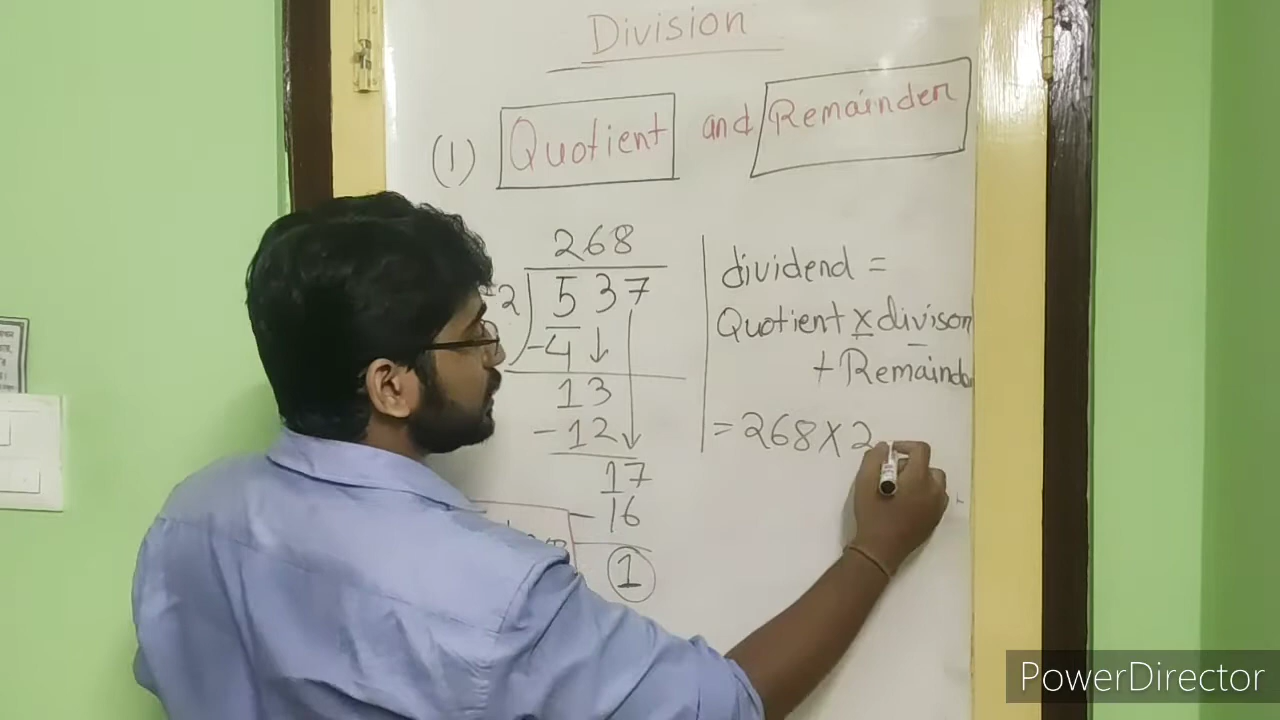 Division
(1) Quotient and Remainder
268
2 537
-4
13
-12
17
- 16
1
dividend =
Quotient x divison
+ Remainder
= 268 x 2
PowerDirector